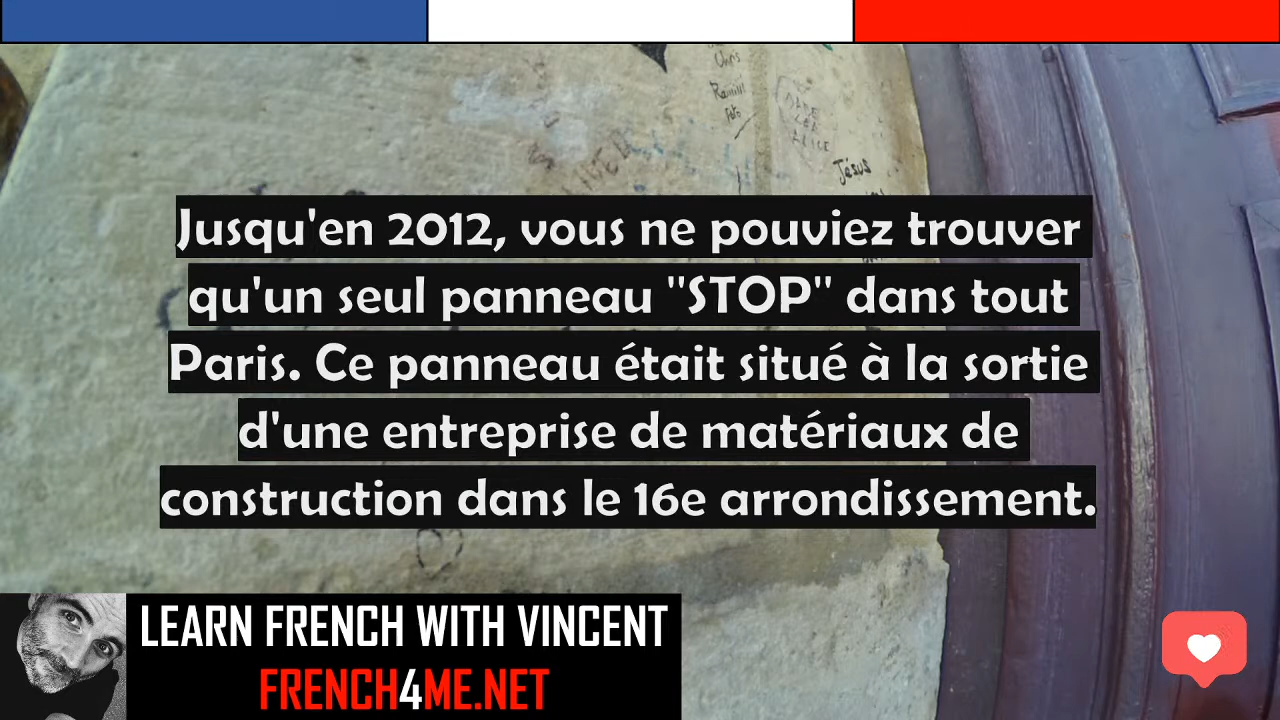 Chris
Jésus
Jusqu'en 2012, vous ne pouviez trouver
qu'un seul panneau "STOP" dans tout
Paris. Ce panneau était situé à la sortie
d'une entreprise de matériaux de
construction dans le 16e arrondissement.
LEARN FRENCH WITH VINCENT
FRENCH4ME.NET